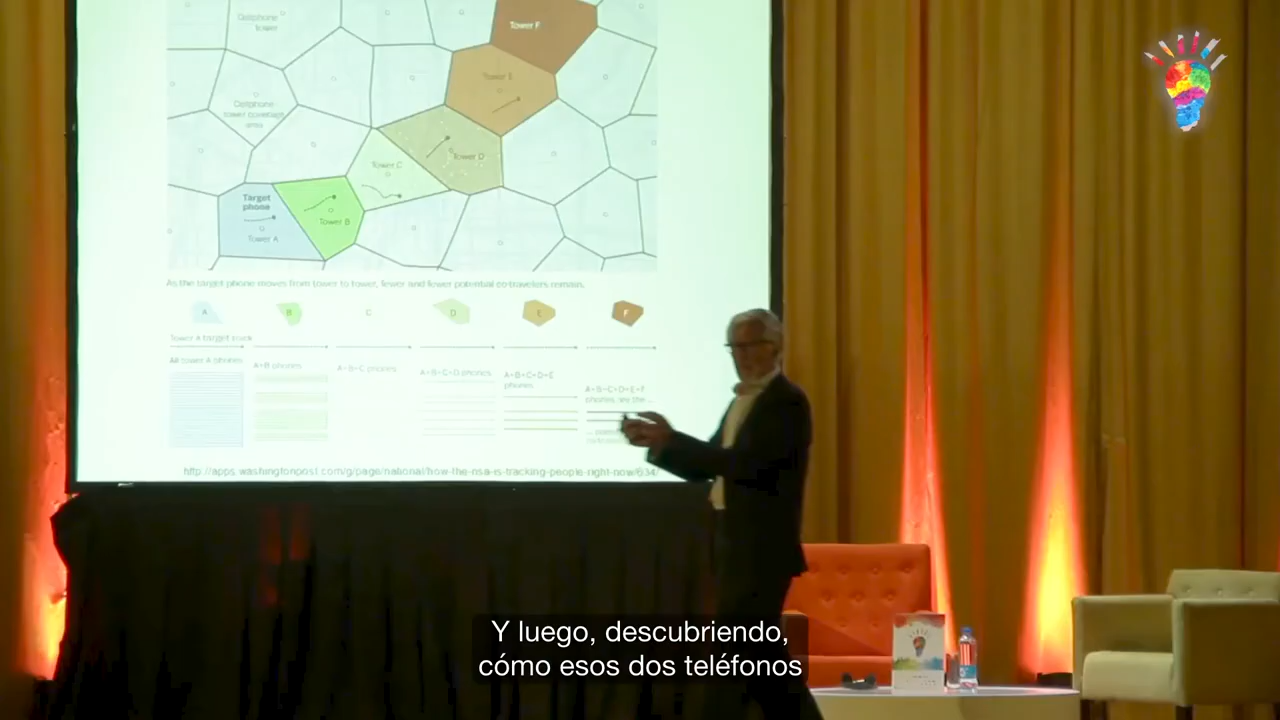 Cellphone
tower
Tower F
Tower E
Cellphone
tower coverage
area
Tower D
Tower C
Target
phone
Tower B
Tower A
As the target phone moves from tower to tower, fewer and fewer potential co-travelers remain.
A B C D E F
Tower A target track
All tower A phones
A+B phones
A+B+C phones
A+B+C+D phones
A+B+C+D+E
phones
A+B+C+D+E+F
phones, see the ...
http://apps.washingtonpost.com/g/page/national/how-the-nsa-is-tracking-people-right-now/634/
Y luego, descubriendo,
cómo esos dos teléfonos